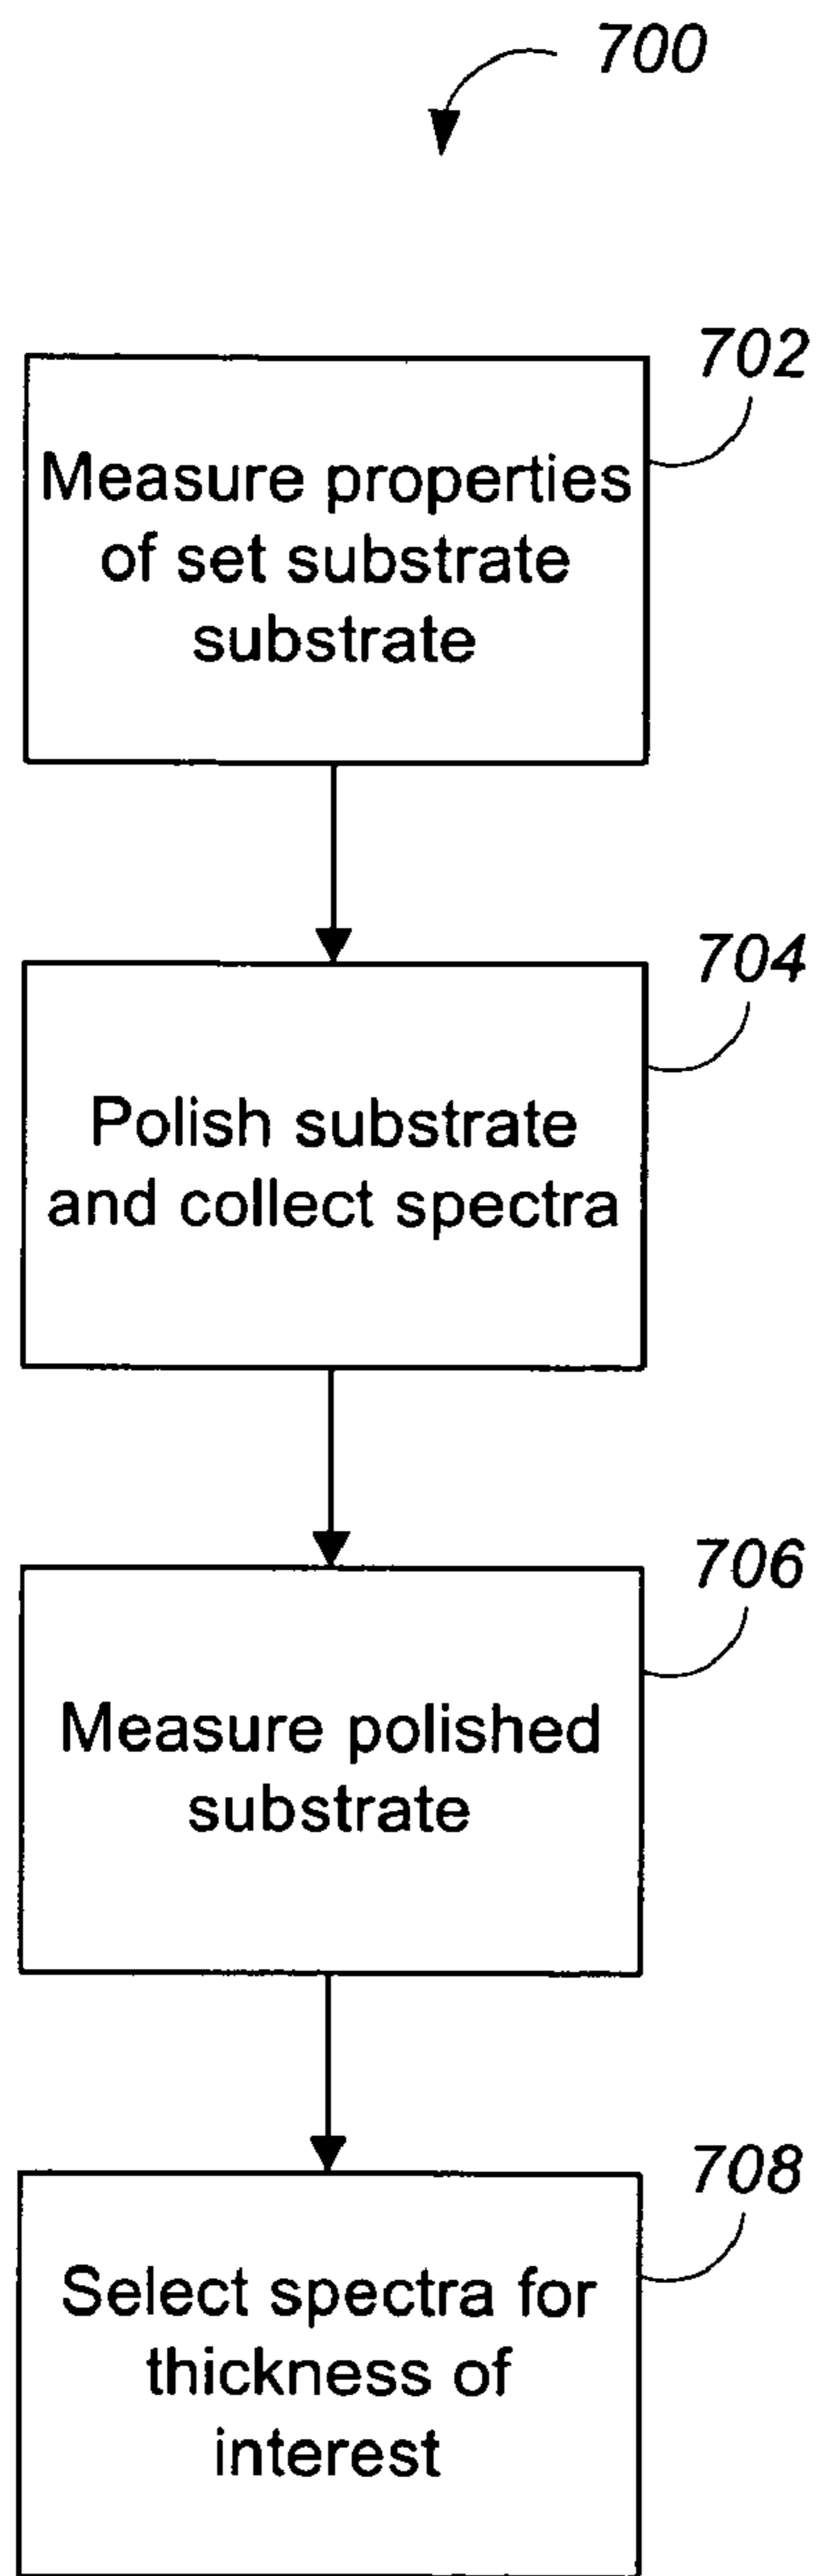 700
702
Measure properties
of set substrate
substrate
704
Polish substrate
and collect spectra
706
Measure polished
substrate
708
Select spectra for
thickness of
interest